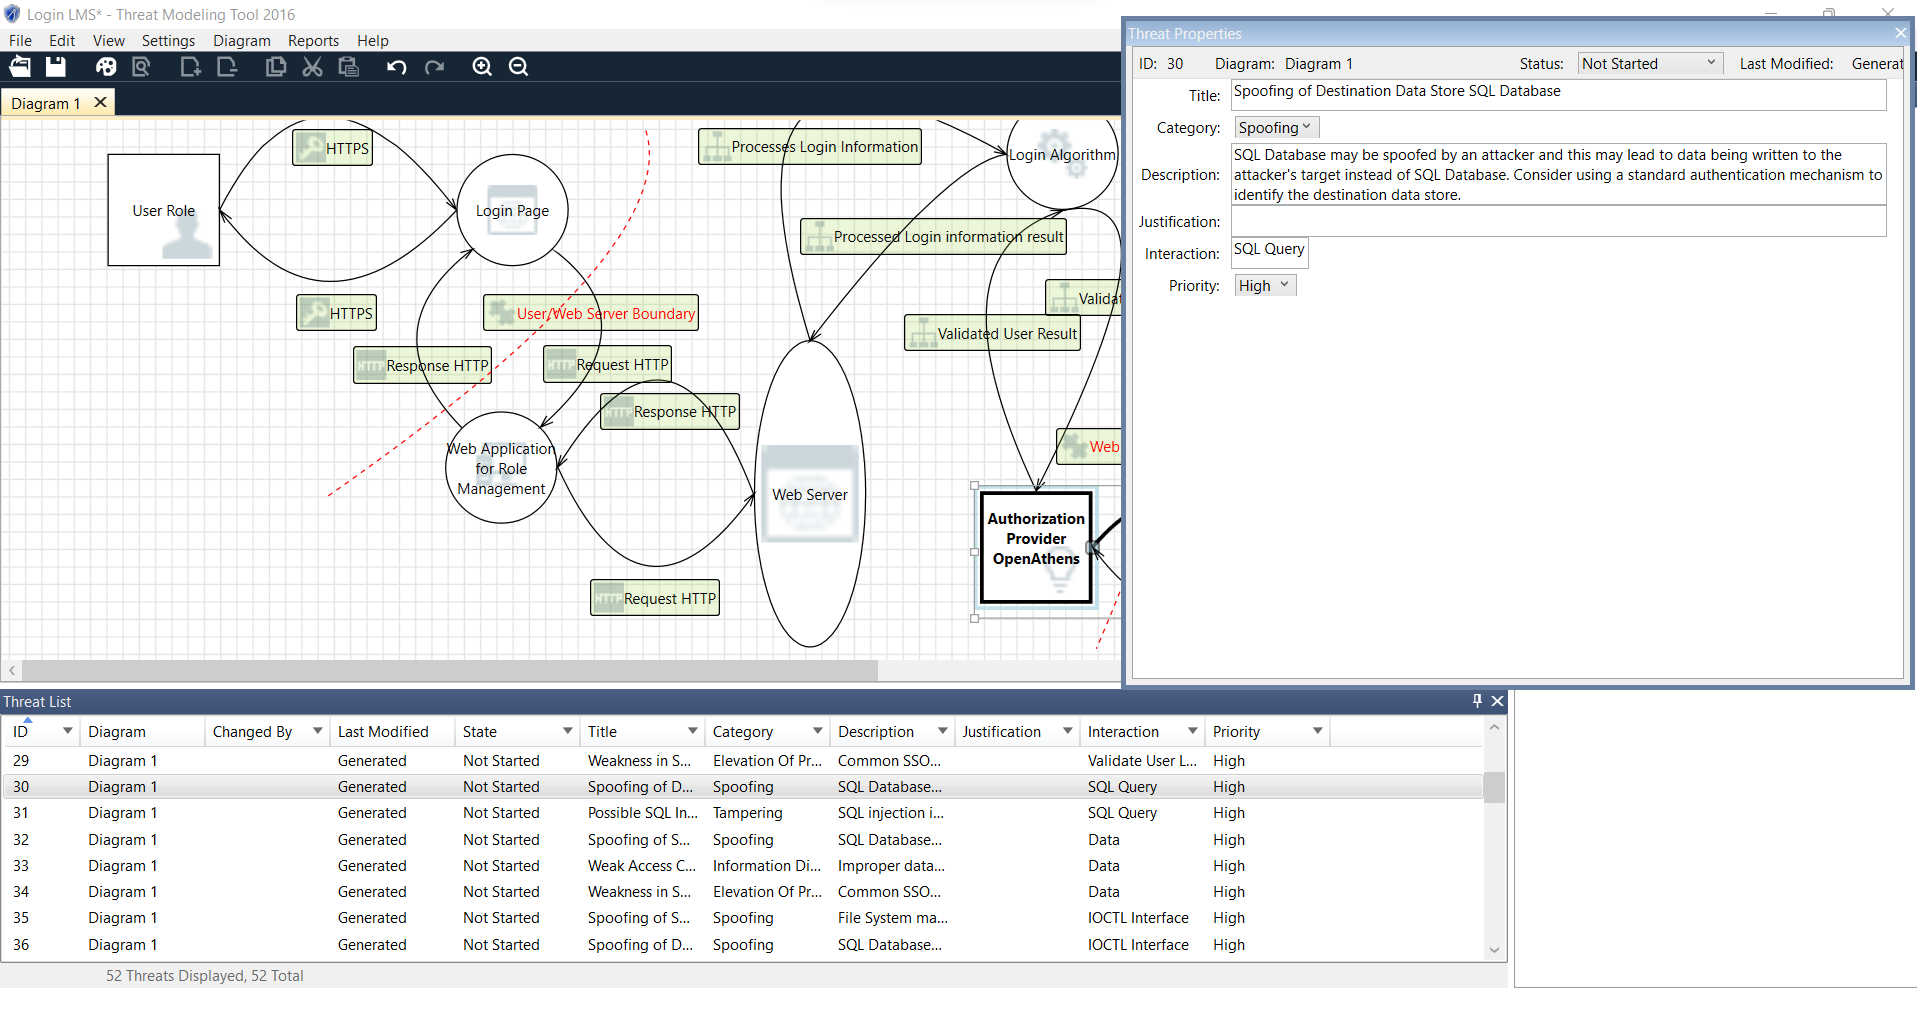 Login LMS* - Threat Modeling Tool 2016
File Edit View Settings Diagram Reports Help
Diagram 1
HTTPS
User Role
Login Page
HTTPS
User/Web Server Boundary
Response HTTP
Request HTTP
Response HTTP
Web Application
for Role
Management
Web Server
Request HTTP
Processes Login Information
Login Algorithm
Processed Login information result
Validat
Validated User Result
Web
Authorization
Provider
OpenAthens
Threat Properties
ID: 30 Diagram: Diagram 1 Status: Not Started Last Modified: Generat
Title: Spoofing of Destination Data Store SQL Database
Category: Spoofing
Description: SQL Database may be spoofed by an attacker and this may lead to data being written to the
attacker's target instead of SQL Database. Consider using a standard authentication mechanism to
identify the destination data store.
Justification:
Interaction: SQL Query
Priority: High
Threat List
ID Diagram Changed By Last Modified State Title Category Description Justification Interaction Priority
29 Diagram 1 Generated Not Started Weakness in S... Elevation Of Pr... Common SSO... Validate User L... High
30 Diagram 1 Generated Not Started Spoofing of D... Spoofing SQL Database... SQL Query High
31 Diagram 1 Generated Not Started Possible SQL In... Tampering SQL injection i... SQL Query High
32 Diagram 1 Generated Not Started Spoofing of S... Spoofing SQL Database... Data High
33 Diagram 1 Generated Not Started Weak Access C... Information Di... Improper data... Data High
34 Diagram 1 Generated Not Started Weakness in S... Elevation Of Pr... Common SSO... Data High
35 Diagram 1 Generated Not Started Spoofing of S... Spoofing File System ma... IOCTL Interface High
36 Diagram 1 Generated Not Started Spoofing of D... Spoofing SQL Database... IOCTL Interface High
52 Threats Displayed, 52 Total